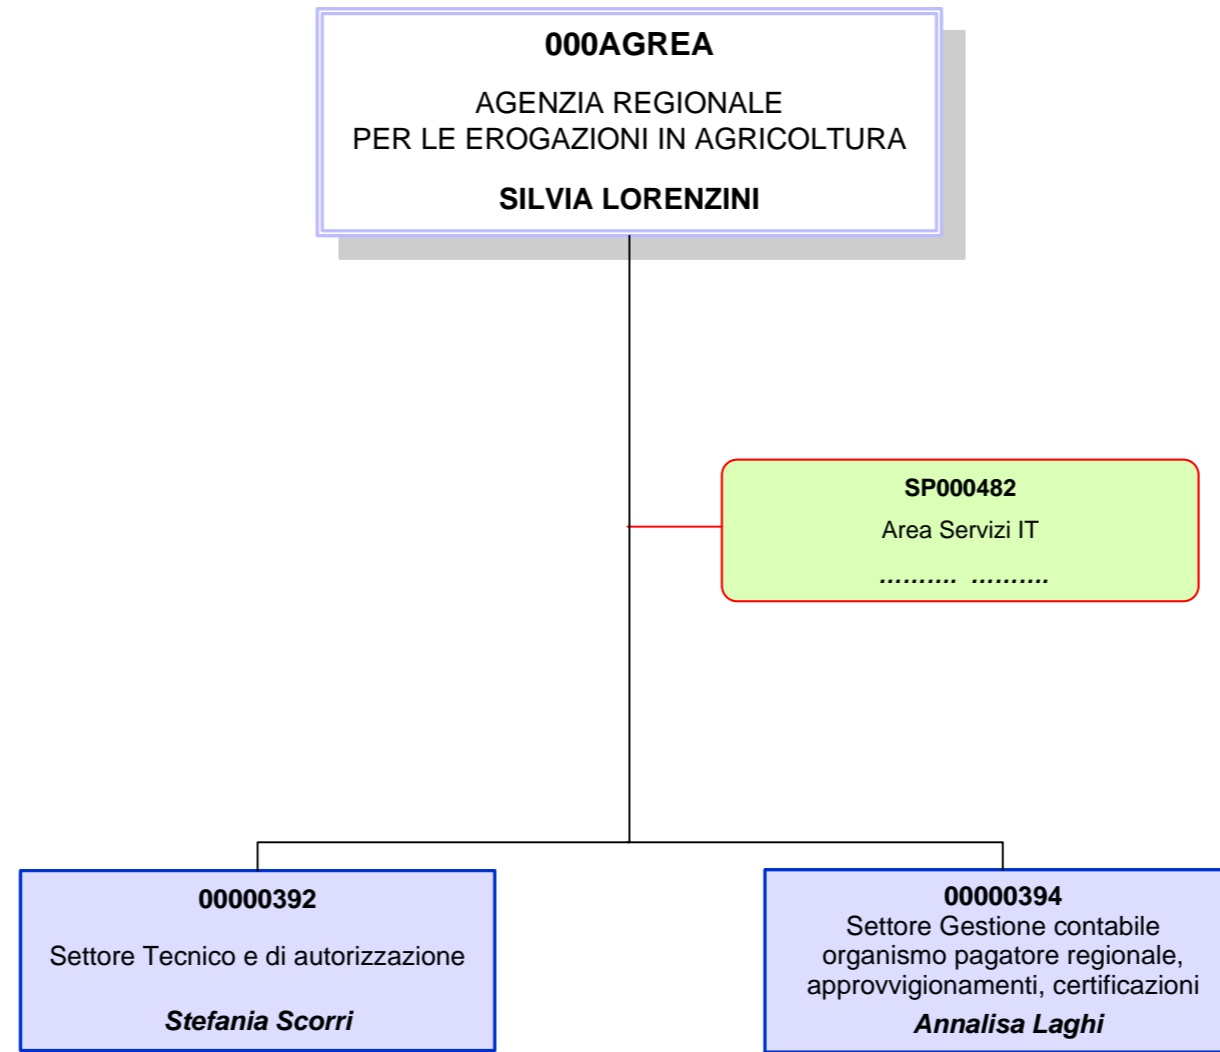 000AGREA
AGENZIA REGIONALE
PER LE EROGAZIONI IN AGRICOLTURA
SILVIA LORENZINI
SP000482
Area Servizi IT
.......... ..........
00000392
Settore Tecnico e di autorizzazione
Stefania Scorri
00000394
Settore Gestione contabile
organismo pagatore regionale,
approvvigionamenti, certificazioni
Annalisa Laghi